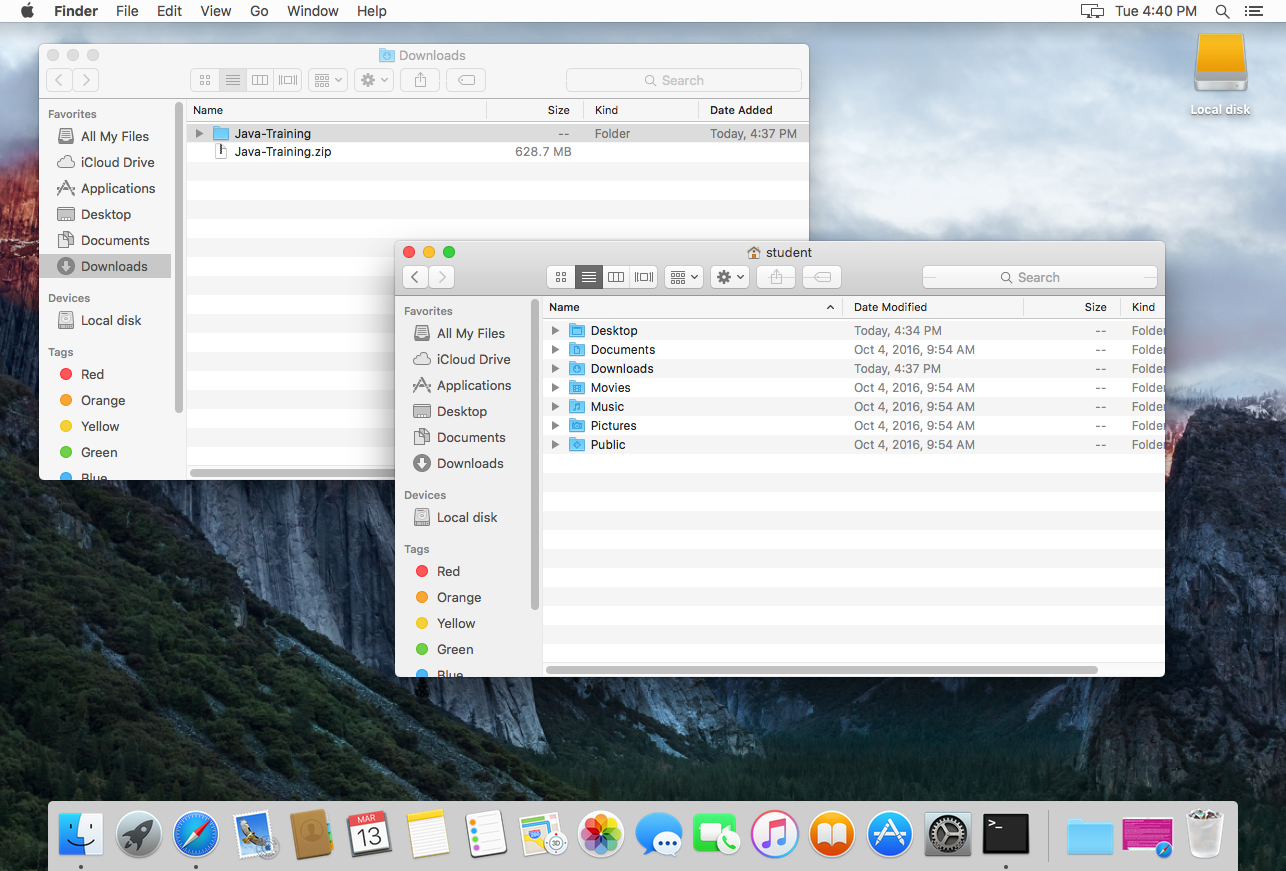 Finder File Edit View Go Window Help Tue 4:40 PM
Local disk
Downloads
Search
Favorites
All My Files
iCloud Drive
Applications
Desktop
Documents
Downloads
Devices
Local disk
Tags
Red
Orange
Yellow
Green
Blue
Name Size Kind Date Added
Java-Training -- Folder Today, 4:37 PM
Java-Training.zip 628.7 MB
student
Search
Favorites
All My Files
iCloud Drive
Applications
Desktop
Documents
Downloads
Devices
Local disk
Tags
Red
Orange
Yellow
Green
Blue
Name Date Modified Size Kind
Desktop Today, 4:34 PM -- Folder
Documents Oct 4, 2016, 9:54 AM -- Folder
Downloads Today, 4:37 PM -- Folder
Movies Oct 4, 2016, 9:54 AM -- Folder
Music Oct 4, 2016, 9:54 AM -- Folder
Pictures Oct 4, 2016, 9:54 AM -- Folder
Public Oct 4, 2016, 9:54 AM -- Folder
MAR
13
280
3D
>_